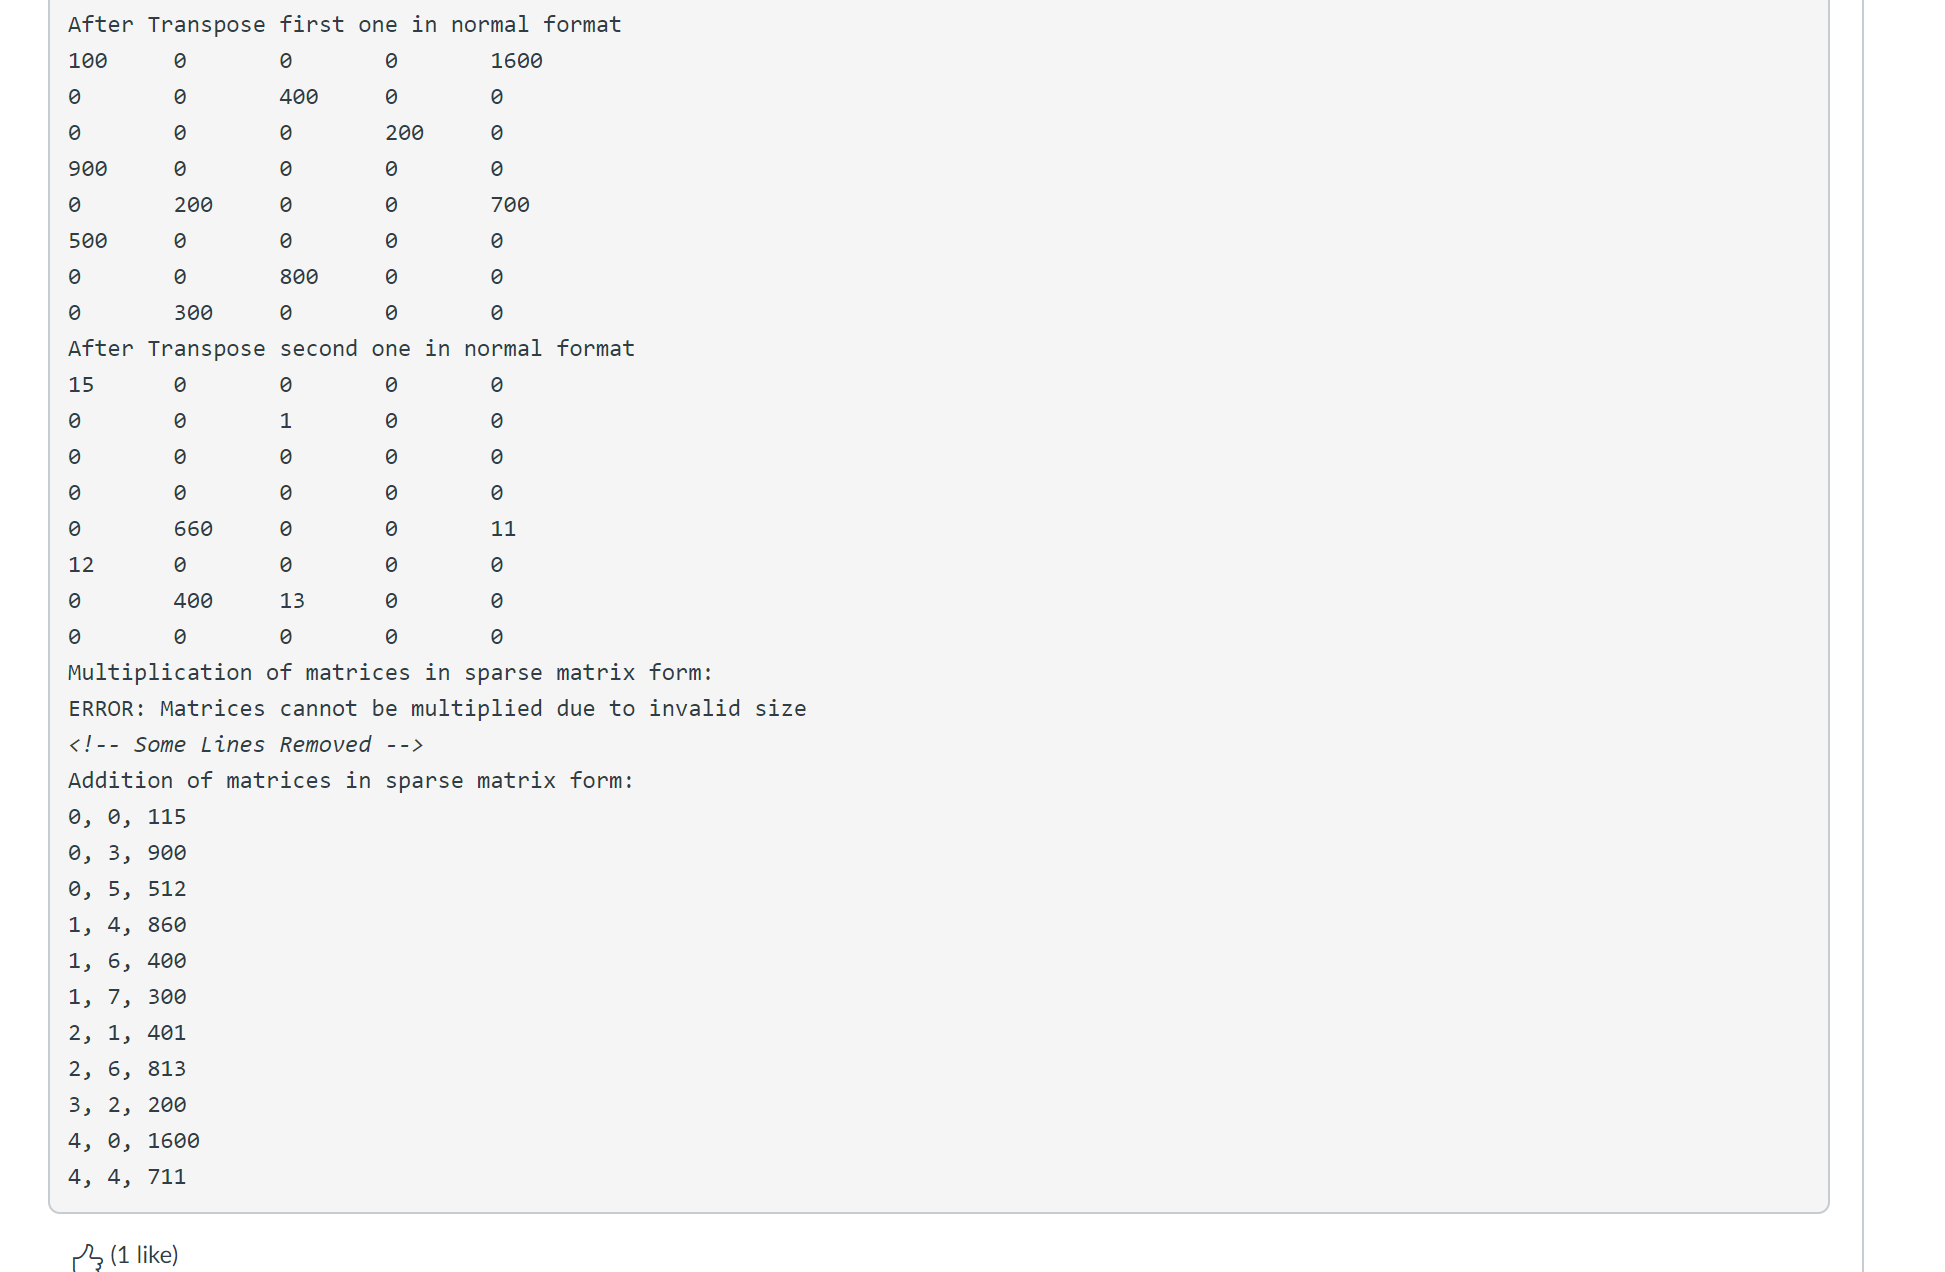 After Transpose first one in normal format
100 0 0 0 1600
0 0 400 0 0
0 0 0 200 0
900 0 0 0 0
0 200 0 0 700
500 0 0 0 0
0 0 800 0 0
0 300 0 0 0
After Transpose second one in normal format
15 0 0 0 0
0 0 1 0 0
0 0 0 0 0
0 0 0 0 0
0 660 0 0 11
12 0 0 0 0
0 400 13 0 0
0 0 0 0 0
Multiplication of matrices in sparse matrix form:
ERROR: Matrices cannot be multiplied due to invalid size
<!-- Some Lines Removed -->
Addition of matrices in sparse matrix form:
0, 0, 115
0, 3, 900
0, 5, 512
1, 4, 860
1, 6, 400
1, 7, 300
2, 1, 401
2, 6, 813
3, 2, 200
4, 0, 1600
4, 4, 711
(1 like)